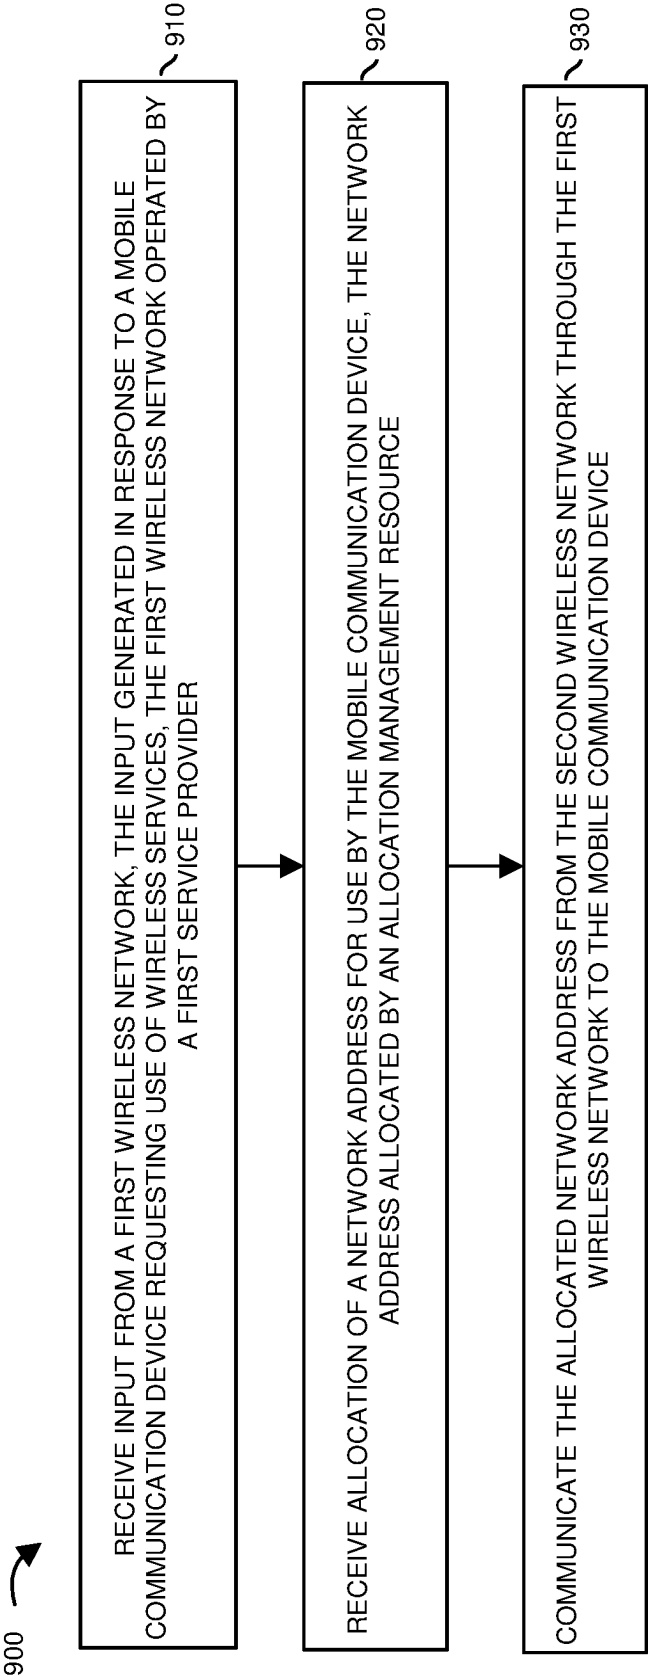 900
910
RECEIVE INPUT FROM A FIRST WIRELESS NETWORK, THE INPUT GENERATED IN RESPONSE TO A MOBILE
COMMUNICATION DEVICE REQUESTING USE OF WIRELESS SERVICES, THE FIRST WIRELESS NETWORK OPERATED BY
A FIRST SERVICE PROVIDER
920
RECEIVE ALLOCATION OF A NETWORK ADDRESS FOR USE BY THE MOBILE COMMUNICATION DEVICE, THE NETWORK
ADDRESS ALLOCATED BY AN ALLOCATION MANAGEMENT RESOURCE
930
COMMUNICATE THE ALLOCATED NETWORK ADDRESS FROM THE SECOND WIRELESS NETWORK THROUGH THE FIRST
WIRELESS NETWORK TO THE MOBILE COMMUNICATION DEVICE